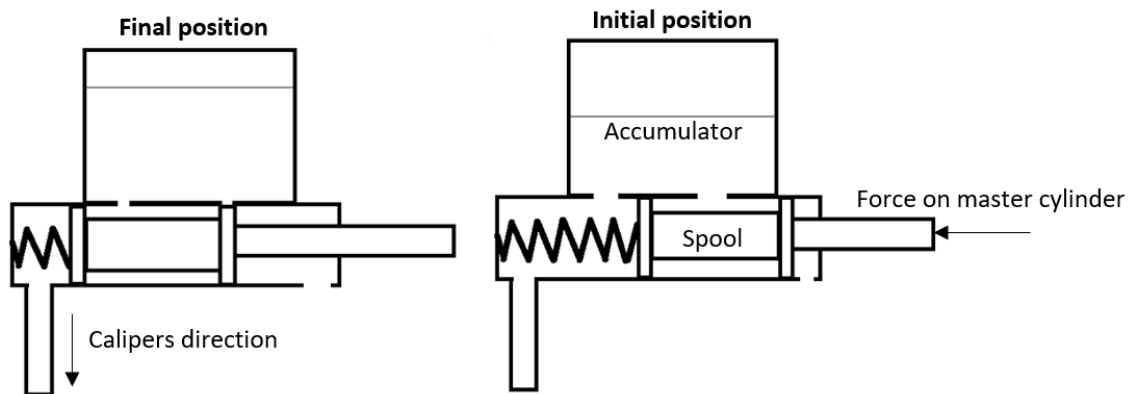 Final position
Initial position
Accumulator
Force on master cylinder
Spool
Calipers direction